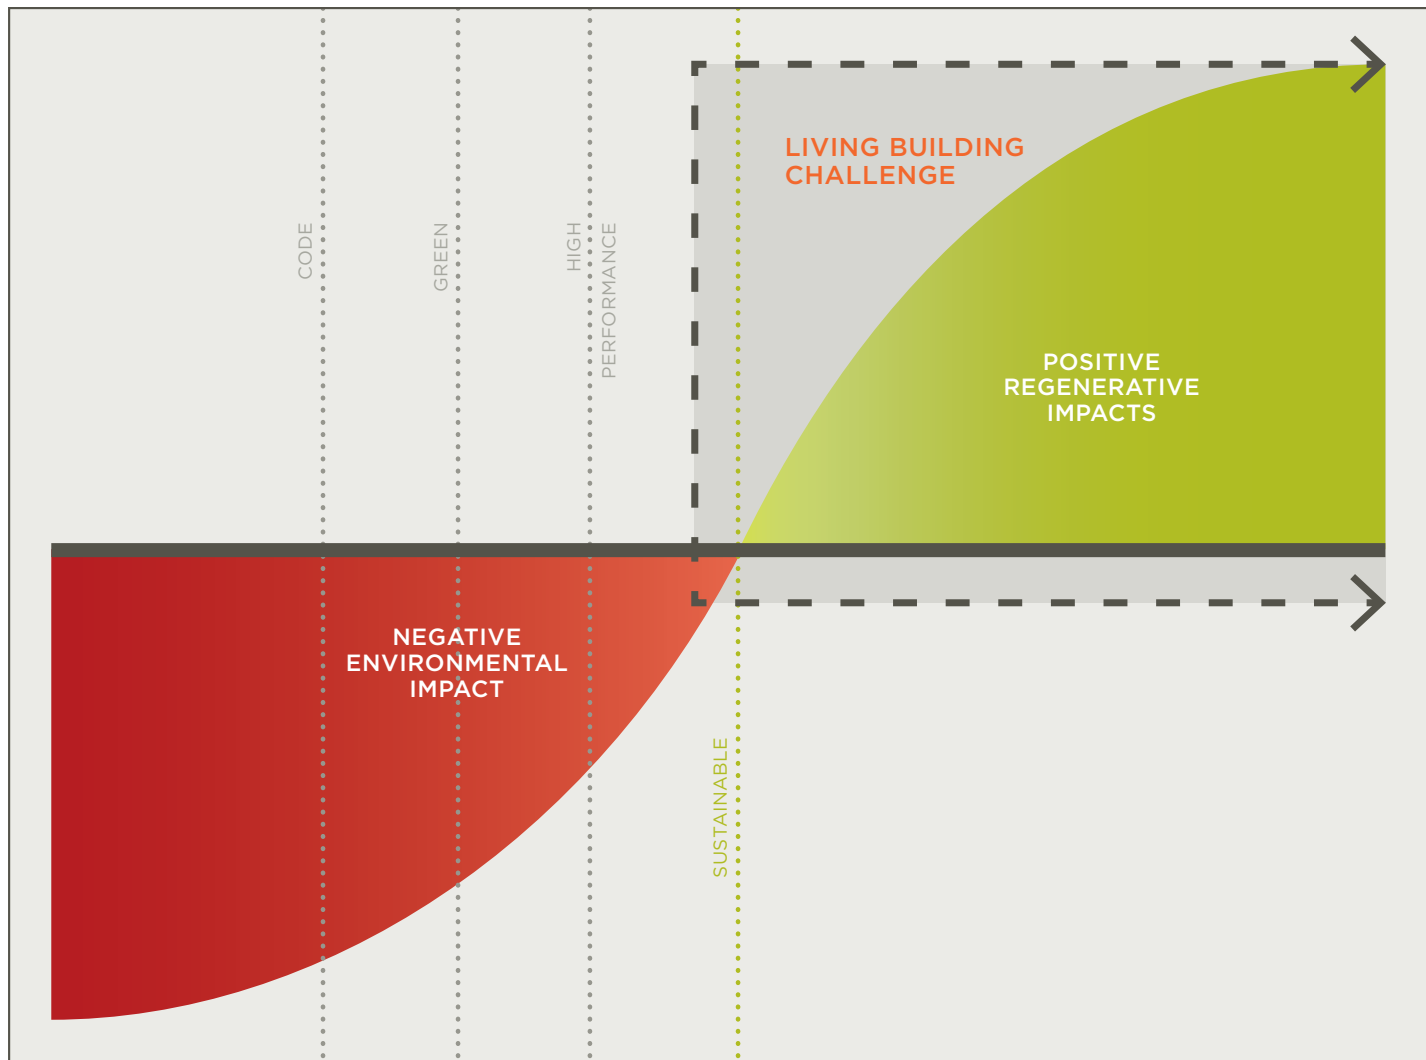 LIVING BUILDING
CHALLENGE
CODE
GREEN
HIGH
PERFORMANCE
POSITIVE
REGENERATIVE
IMPACTS
NEGATIVE
ENVIRONMENTAL
IMPACT
SUSTAINABLE